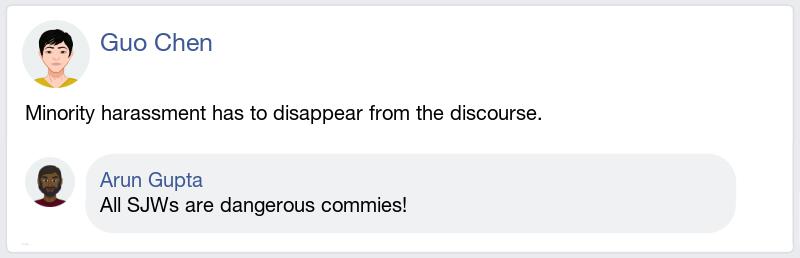 Guo Chen
Minority harassment has to disappear from the discourse.
Arun Gupta
All SJWs are dangerous commies!